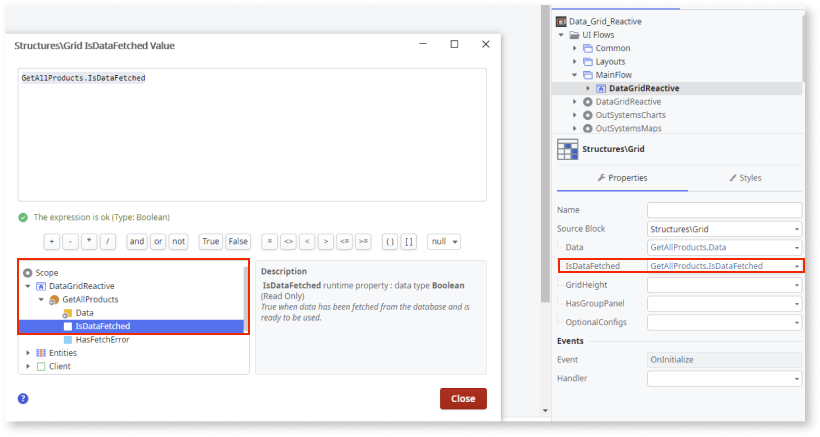 Structures\Grid IsDataFetched Value
GetAllProducts.IsDataFetched
The expression is ok (Type: Boolean)
+ - * / and or not True False = <> < > <= >= ( ) [ ] null
Scope
DataGridReactive
GetAllProducts
Data
IsDataFetched
HasFetchError
Entities
Client
Description
IsDataFetched runtime property : data type Boolean
(Read Only)
True when data has been fetched from the database and is
ready to be used.
?
Close
Data_Grid_Reactive
UI Flows
Common
Layouts
MainFlow
DataGridReactive
DataGridReactive
OutSystemsCharts
OutSystemsMaps
Structures\Grid
Properties Styles
Name
Source Block Structures\Grid
Data GetAllProducts.Data
IsDataFetched GetAllProducts.IsDataFetched
GridHeight
HasGroupPanel
OptionalConfigs
Events
Event OnInitialize
Handler